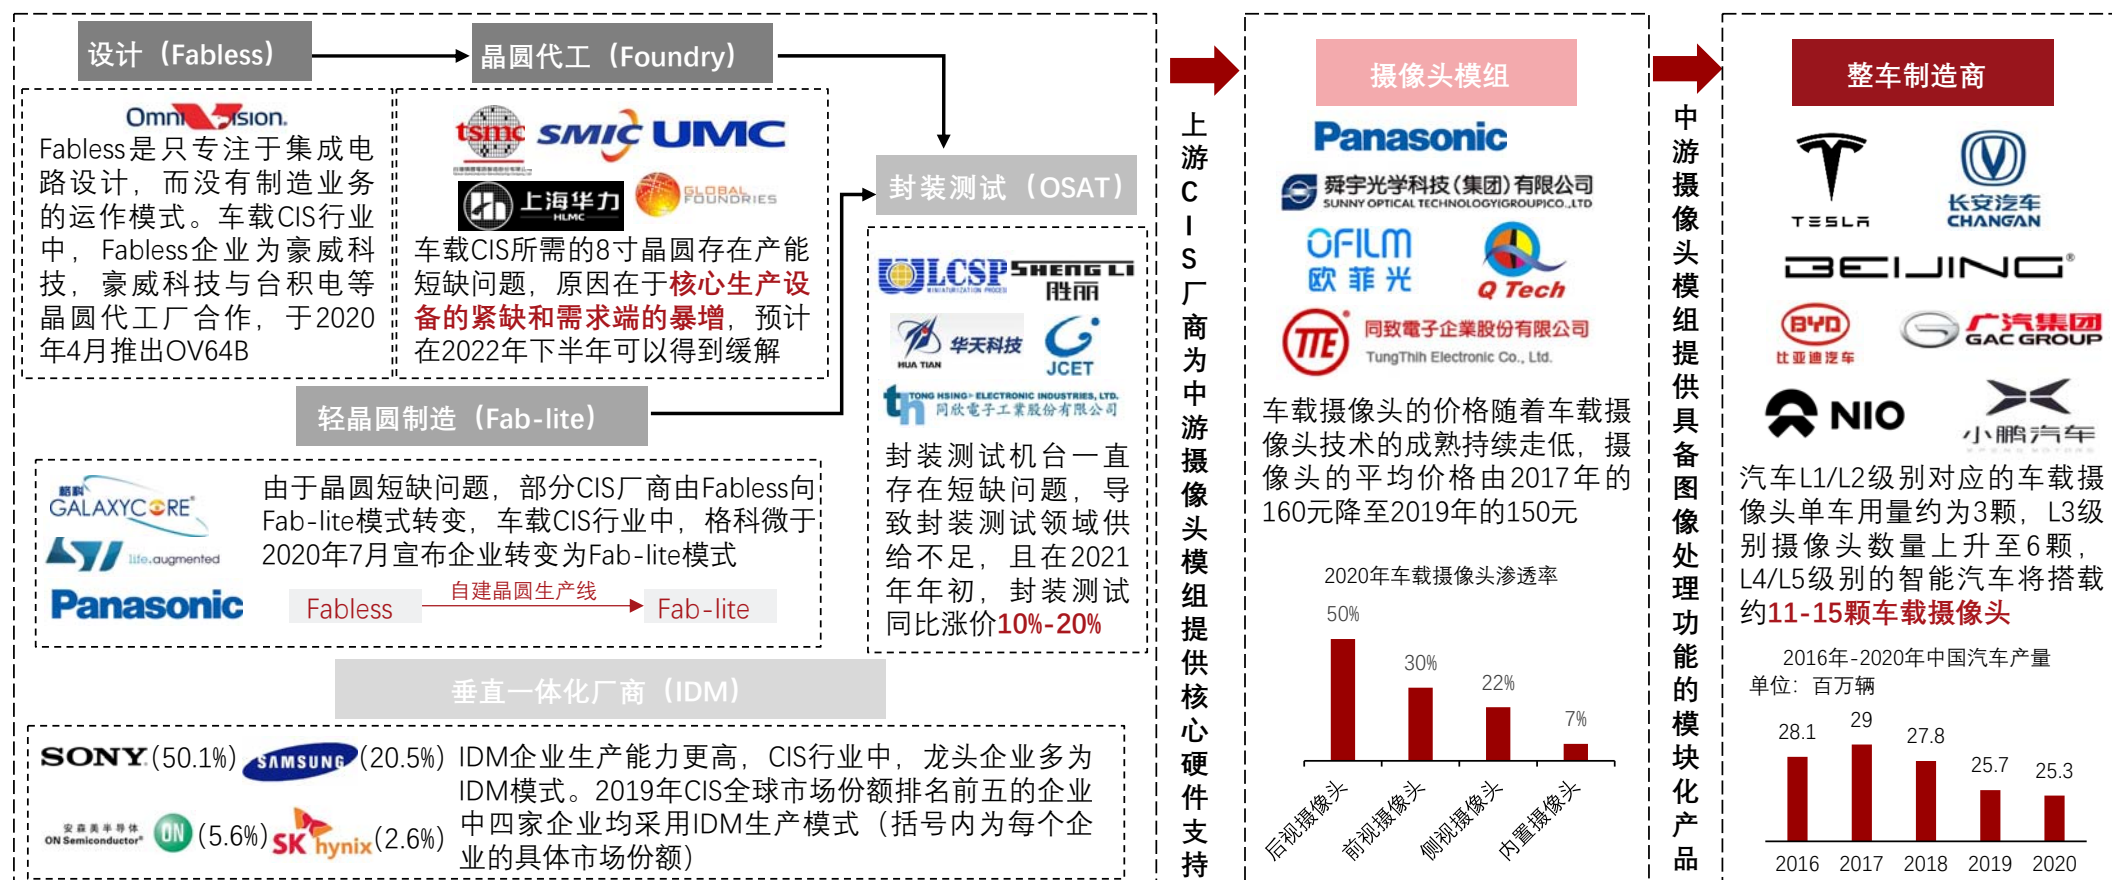 设计（Fabless）
晶圆代工（Foundry）
OmniVision.
Fabless是只专注于集成电
路设计，而没有制造业务
的运作模式。车载CIS行业
中，Fabless企业为豪威科
技，豪威科技与台积电等
晶圆代工厂合作，于2020
年4月推出OV64B
tsmc
SMIC
UMC
上海华力
HLMC
GLOBAL
FOUNDRIES
车载CIS所需的8寸晶圆存在产能
短缺问题，原因在于核心生产设
备的紧缺和需求端的暴增，预计
在2022年下半年可以得到缓解
封装测试（OSAT）
WLCSP
MINIATURIZATION PROCESS
SHENG LI
胜丽
华天科技
HUA TIAN
JCET
th
TONG HSING ELECTRONIC INDUSTRIES, LTD.
同欣電子工業股份有限公司
封装测试机台一直
存在短缺问题，导
致封装测试领域供
给不足，且在2021
年年初，封装测试
同比涨价10%-20%
轻晶圆制造（Fab-lite）
格科
GALAXYCORE
ST
life.augmented
Panasonic
由于晶圆短缺问题，部分CIS厂商由Fabless向
Fab-lite模式转变，车载CIS行业中，格科微于
2020年7月宣布企业转变为Fab-lite模式
Fabless
自建晶圆生产线
Fab-lite
垂直一体化厂商（IDM）
SONY
(50.1%)
SAMSUNG
(20.5%)
安森美半导体
ON Semiconductor®
ON
(5.6%)
SK hynix
(2.6%)
IDM企业生产能力更高，CIS行业中，龙头企业多为
IDM模式。2019年CIS全球市场份额排名前五的企业
中四家企业均采用IDM生产模式（括号内为每个企
业的具体市场份额）
上游CIS厂商为中游摄像头模组提供核心硬件支持
摄像头模组
Panasonic
舜宇光学科技(集团)有限公司
SUNNY OPTICAL TECHNOLOGY(GROUP)CO.,LTD
OFILM
欧菲光
Q Tech
TTE
同致電子企業股份有限公司
TungThih Electronic Co., Ltd.
车载摄像头的价格随着车载摄
像头技术的成熟持续走低，摄
像头的平均价格由2017年的
160元降至2019年的150元
2020年车载摄像头渗透率
50%
30%
22%
7%
后视摄像头
前视摄像头
侧视摄像头
内置摄像头
中游摄像头模组提供具备图像处理功能的模块化产品
整车制造商
TESLA
长安汽车
CHANGAN
BEIJING®
BYD
比亚迪汽车
广汽集团
GAC GROUP
NIO
小鹏汽车
XPENG MOTORS
汽车L1/L2级别对应的车载摄
像头单车用量约为3颗，L3级
别摄像头数量上升至6颗，
L4/L5级别的智能汽车将搭载
约11-15颗车载摄像头
2016年-2020年中国汽车产量
单位：百万辆
28.1
29
27.8
25.7
25.3
2016
2017
2018
2019
2020